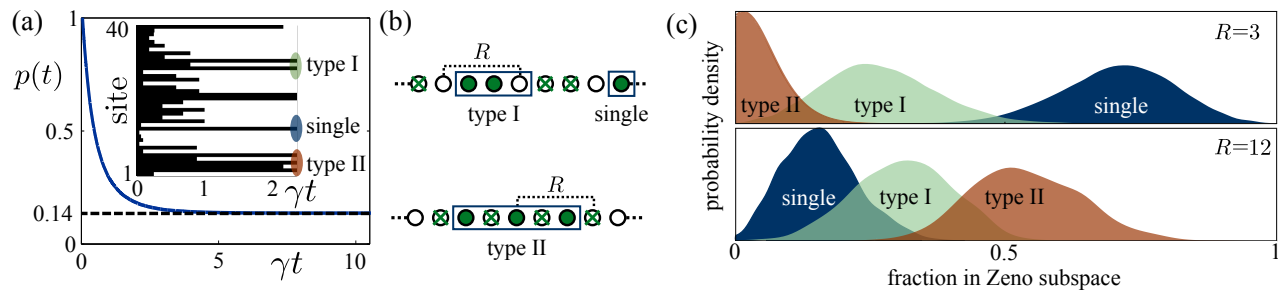 (a)
1
p(t)
0.5
0.14
0
0
5
10
γt
40
site
1
0
1
2
γt
type I
single
type II
(b)
R
type I
single
R
type II
(c)
probability density
R=3
type II
type I
single
R=12
single
type I
type II
0
0.5
1
fraction in Zeno subspace